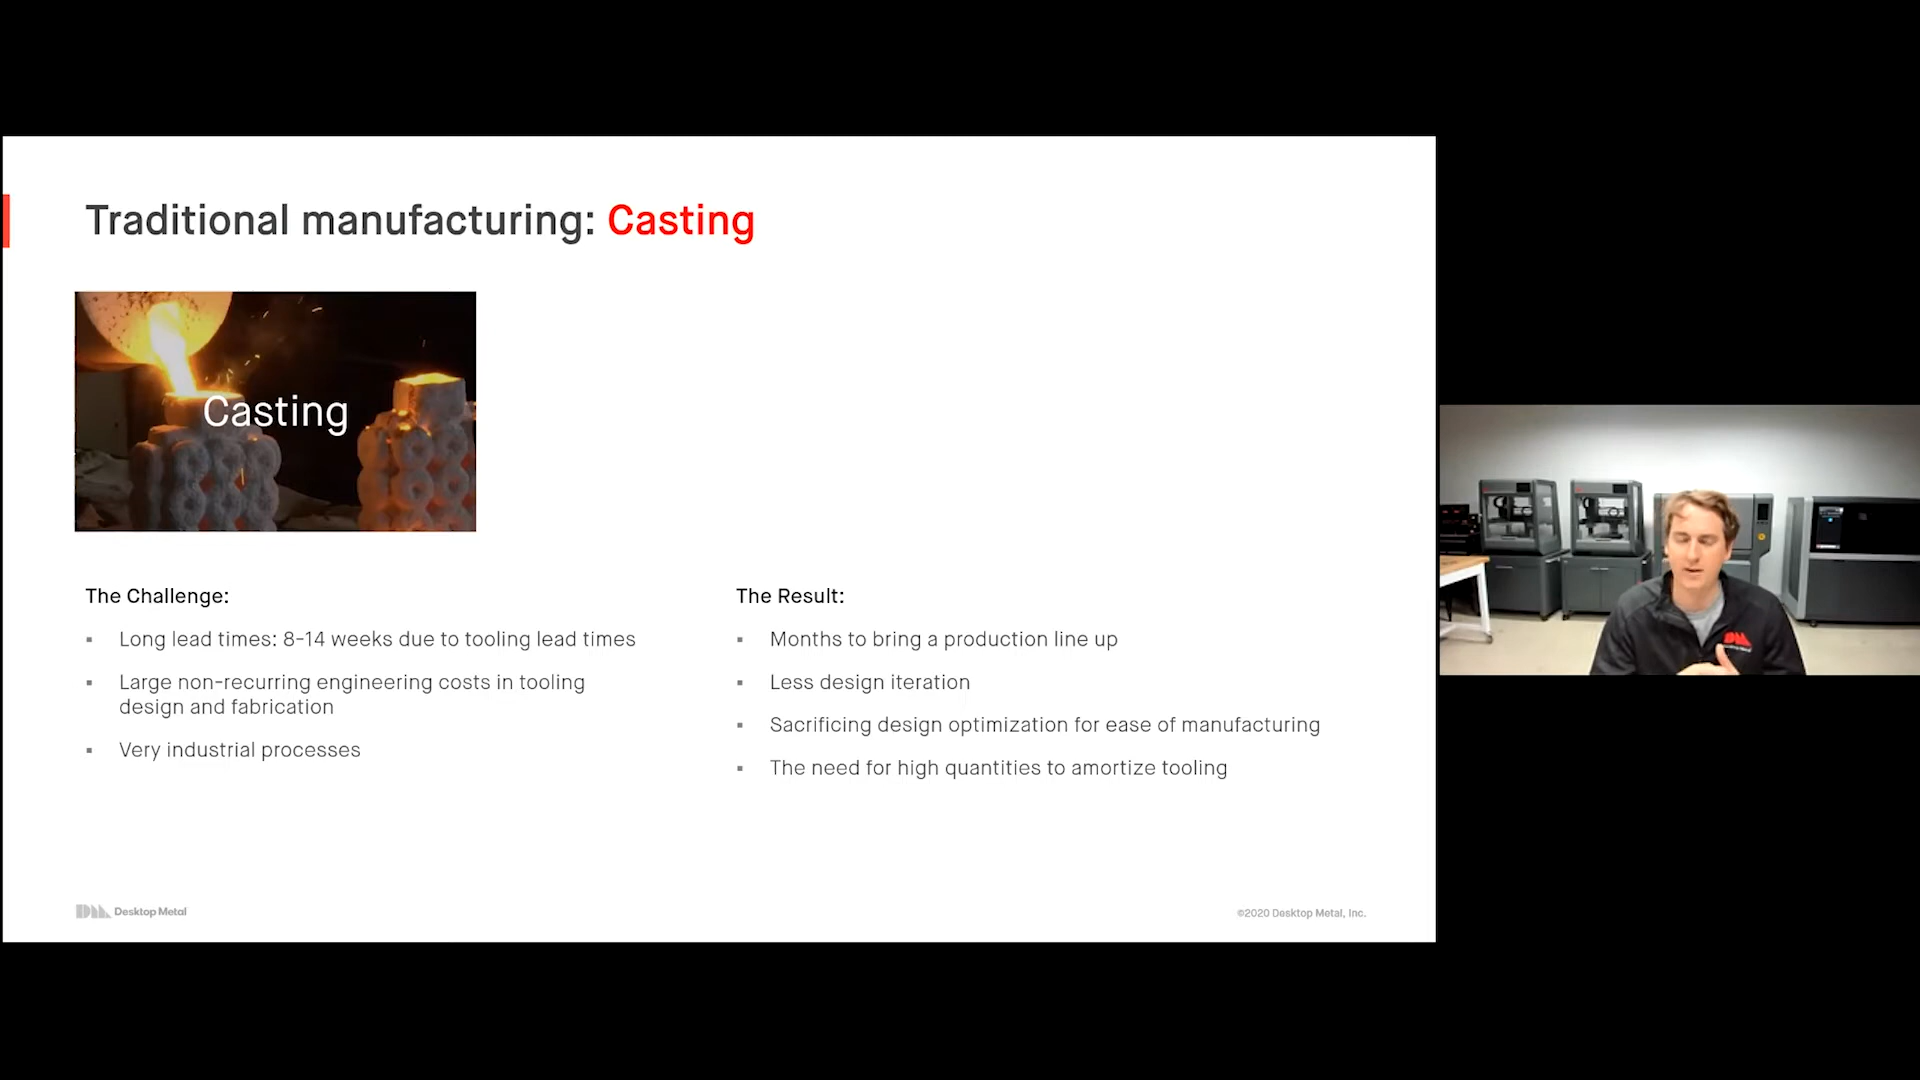 Traditional manufacturing: Casting
Casting
The Challenge:
▪ Long lead times: 8-14 weeks due to tooling lead times
▪ Large non-recurring engineering costs in tooling
design and fabrication
▪ Very industrial processes
The Result:
▪ Months to bring a production line up
▪ Less design iteration
▪ Sacrificing design optimization for ease of manufacturing
▪ The need for high quantities to amortize tooling
Desktop Metal
©2020 Desktop Metal, Inc.